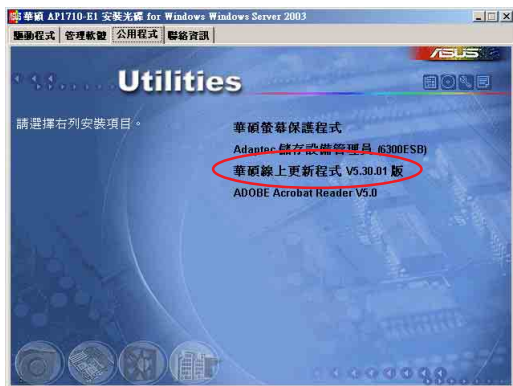 華碩 AP1710-E1 安裝光碟 for Windows Windows Server 2003
驅動程式 管理軟體 公用程式 聯絡資訊
ASUS
Utilities
請選擇右列安裝項目。
華碩螢幕保護程式
Adaptec 儲存設備管理員 (6300ESB)
華碩線上更新程式 V5.30.01 版
ADOBE Acrobat Reader V5.0